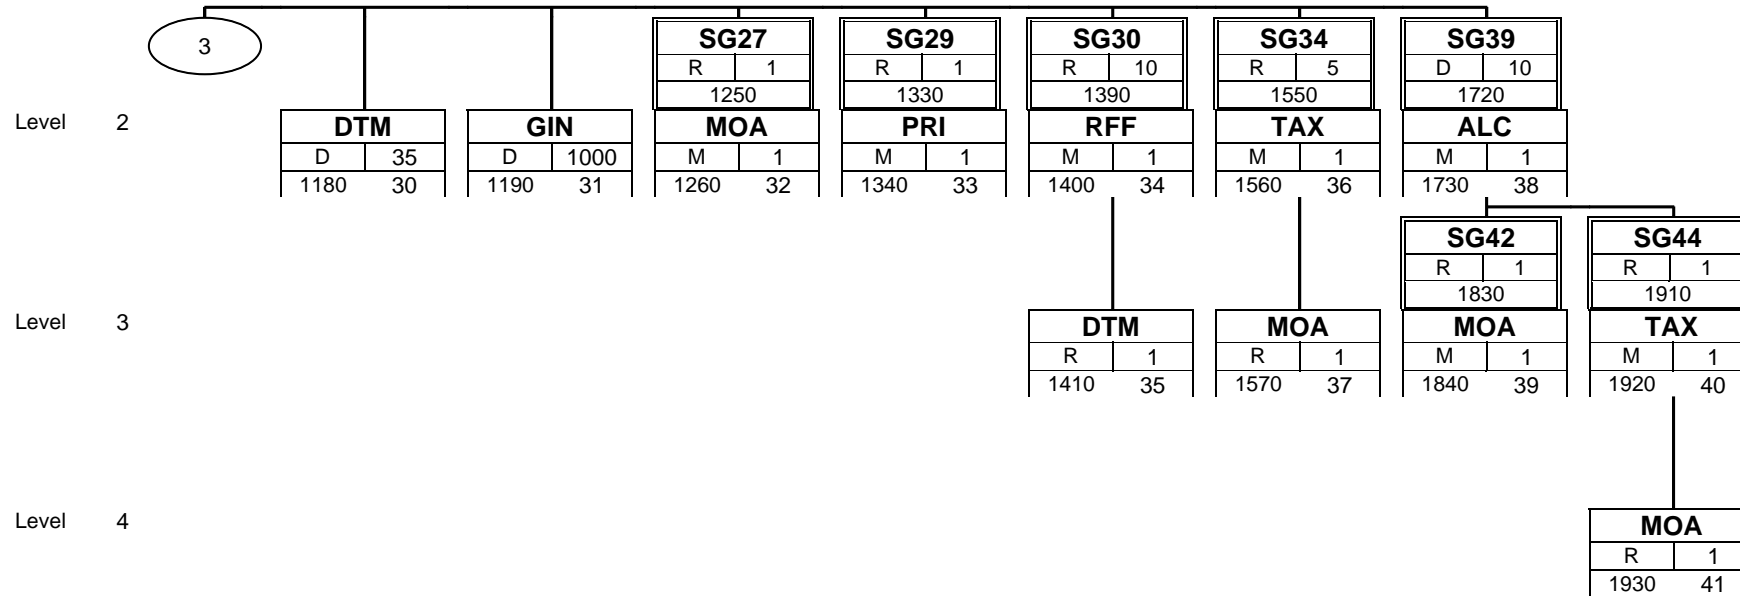 3
SG27 SG29 SG30 SG34 SG39
R 1 R 1 R 10 R 5 D 10
1250 1330 1390 1550 1720
Level 2 DTM GIN MOA PRI RFF TAX ALC
D 35 D 1000 M 1 M 1 M 1 M 1 M 1
1180 30 1190 31 1260 32 1340 33 1400 34 1560 36 1730 38
SG42 SG44
R 1 R 1
1830 1910
Level 3 DTM MOA MOA TAX
R 1 R 1 M 1 M 1
1410 35 1570 37 1840 39 1920 40
Level 4 MOA
R 1
1930 41